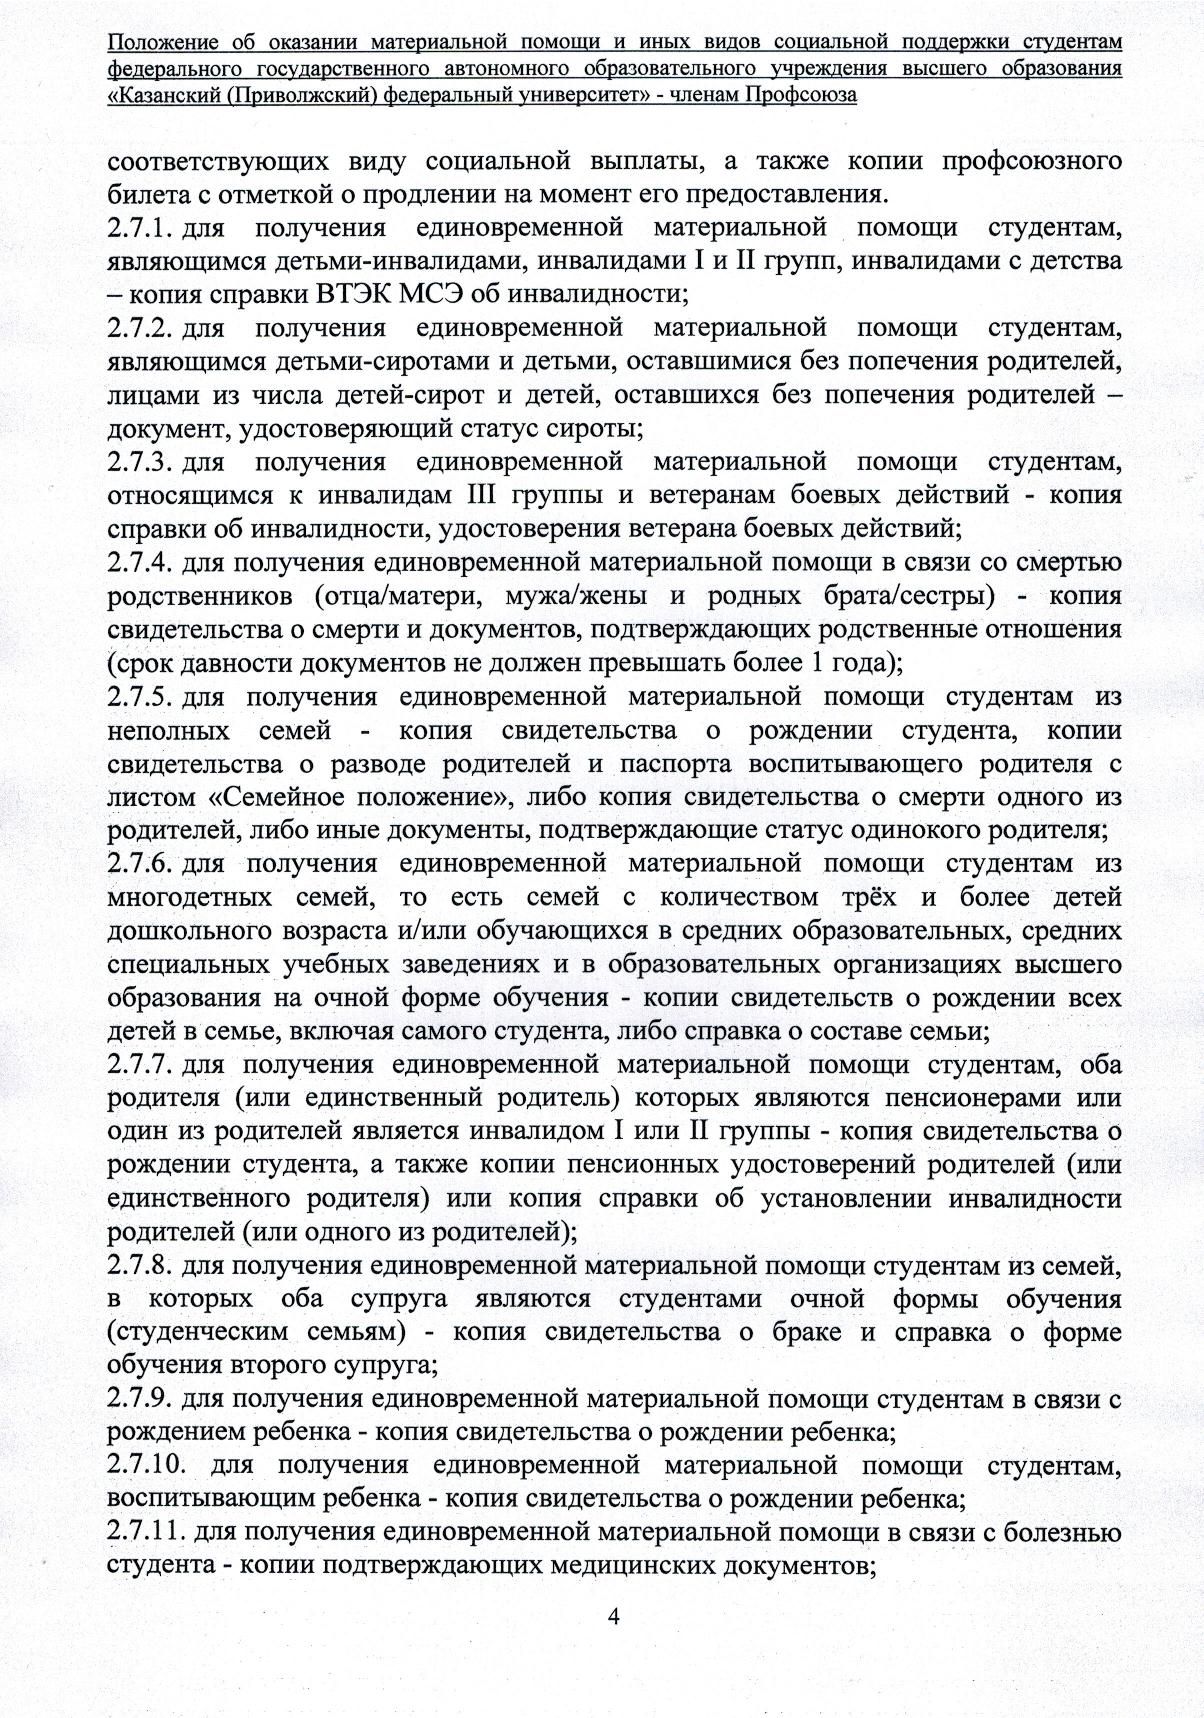 Положение об оказании материальной помощи и иных видов социальной поддержки студентам
федерального государственного автономного образовательного учреждения высшего образования
«Казанский (Приволжский) федеральный университет» - членам Профсоюза
соответствующих виду социальной выплаты, а также копии профсоюзного
билета с отметкой о продлении на момент его предоставления.
2.7.1. для получения единовременной материальной помощи студентам,
являющимся детьми-инвалидами, инвалидами I и II групп, инвалидами с детства
– копия справки ВТЭК МСЭ об инвалидности;
2.7.2. для получения единовременной материальной помощи студентам,
являющимся детьми-сиротами и детьми, оставшимися без попечения родителей,
лицами из числа детей-сирот и детей, оставшихся без попечения родителей –
документ, удостоверяющий статус сироты;
2.7.3. для получения единовременной материальной помощи студентам,
относящимся к инвалидам III группы и ветеранам боевых действий - копия
справки об инвалидности, удостоверения ветерана боевых действий;
2.7.4. для получения единовременной материальной помощи в связи со смертью
родственников (отца/матери, мужа/жены и родных брата/сестры) - копия
свидетельства о смерти и документов, подтверждающих родственные отношения
(срок давности документов не должен превышать более 1 года);
2.7.5. для получения единовременной материальной помощи студентам из
неполных семей - копия свидетельства о рождении студента, копии
свидетельства о разводе родителей и паспорта воспитывающего родителя с
листом «Семейное положение», либо копия свидетельства о смерти одного из
родителей, либо иные документы, подтверждающие статус одинокого родителя;
2.7.6. для получения единовременной материальной помощи студентам из
многодетных семей, то есть семей с количеством трёх и более детей
дошкольного возраста и/или обучающихся в средних образовательных, средних
специальных учебных заведениях и в образовательных организациях высшего
образования на очной форме обучения - копии свидетельств о рождении всех
детей в семье, включая самого студента, либо справка о составе семьи;
2.7.7. для получения единовременной материальной помощи студентам, оба
родителя (или единственный родитель) которых являются пенсионерами или
один из родителей является инвалидом I или II группы - копия свидетельства о
рождении студента, а также копии пенсионных удостоверений родителей (или
единственного родителя) или копия справки об установлении инвалидности
родителей (или одного из родителей);
2.7.8. для получения единовременной материальной помощи студентам из семей,
в которых оба супруга являются студентами очной формы обучения
(студенческим семьям) - копия свидетельства о браке и справка о форме
обучения второго супруга;
2.7.9. для получения единовременной материальной помощи студентам в связи с
рождением ребенка - копия свидетельства о рождении ребенка;
2.7.10. для получения единовременной материальной помощи студентам,
воспитывающим ребенка - копия свидетельства о рождении ребенка;
2.7.11. для получения единовременной материальной помощи в связи с болезнью
студента - копии подтверждающих медицинских документов;
4